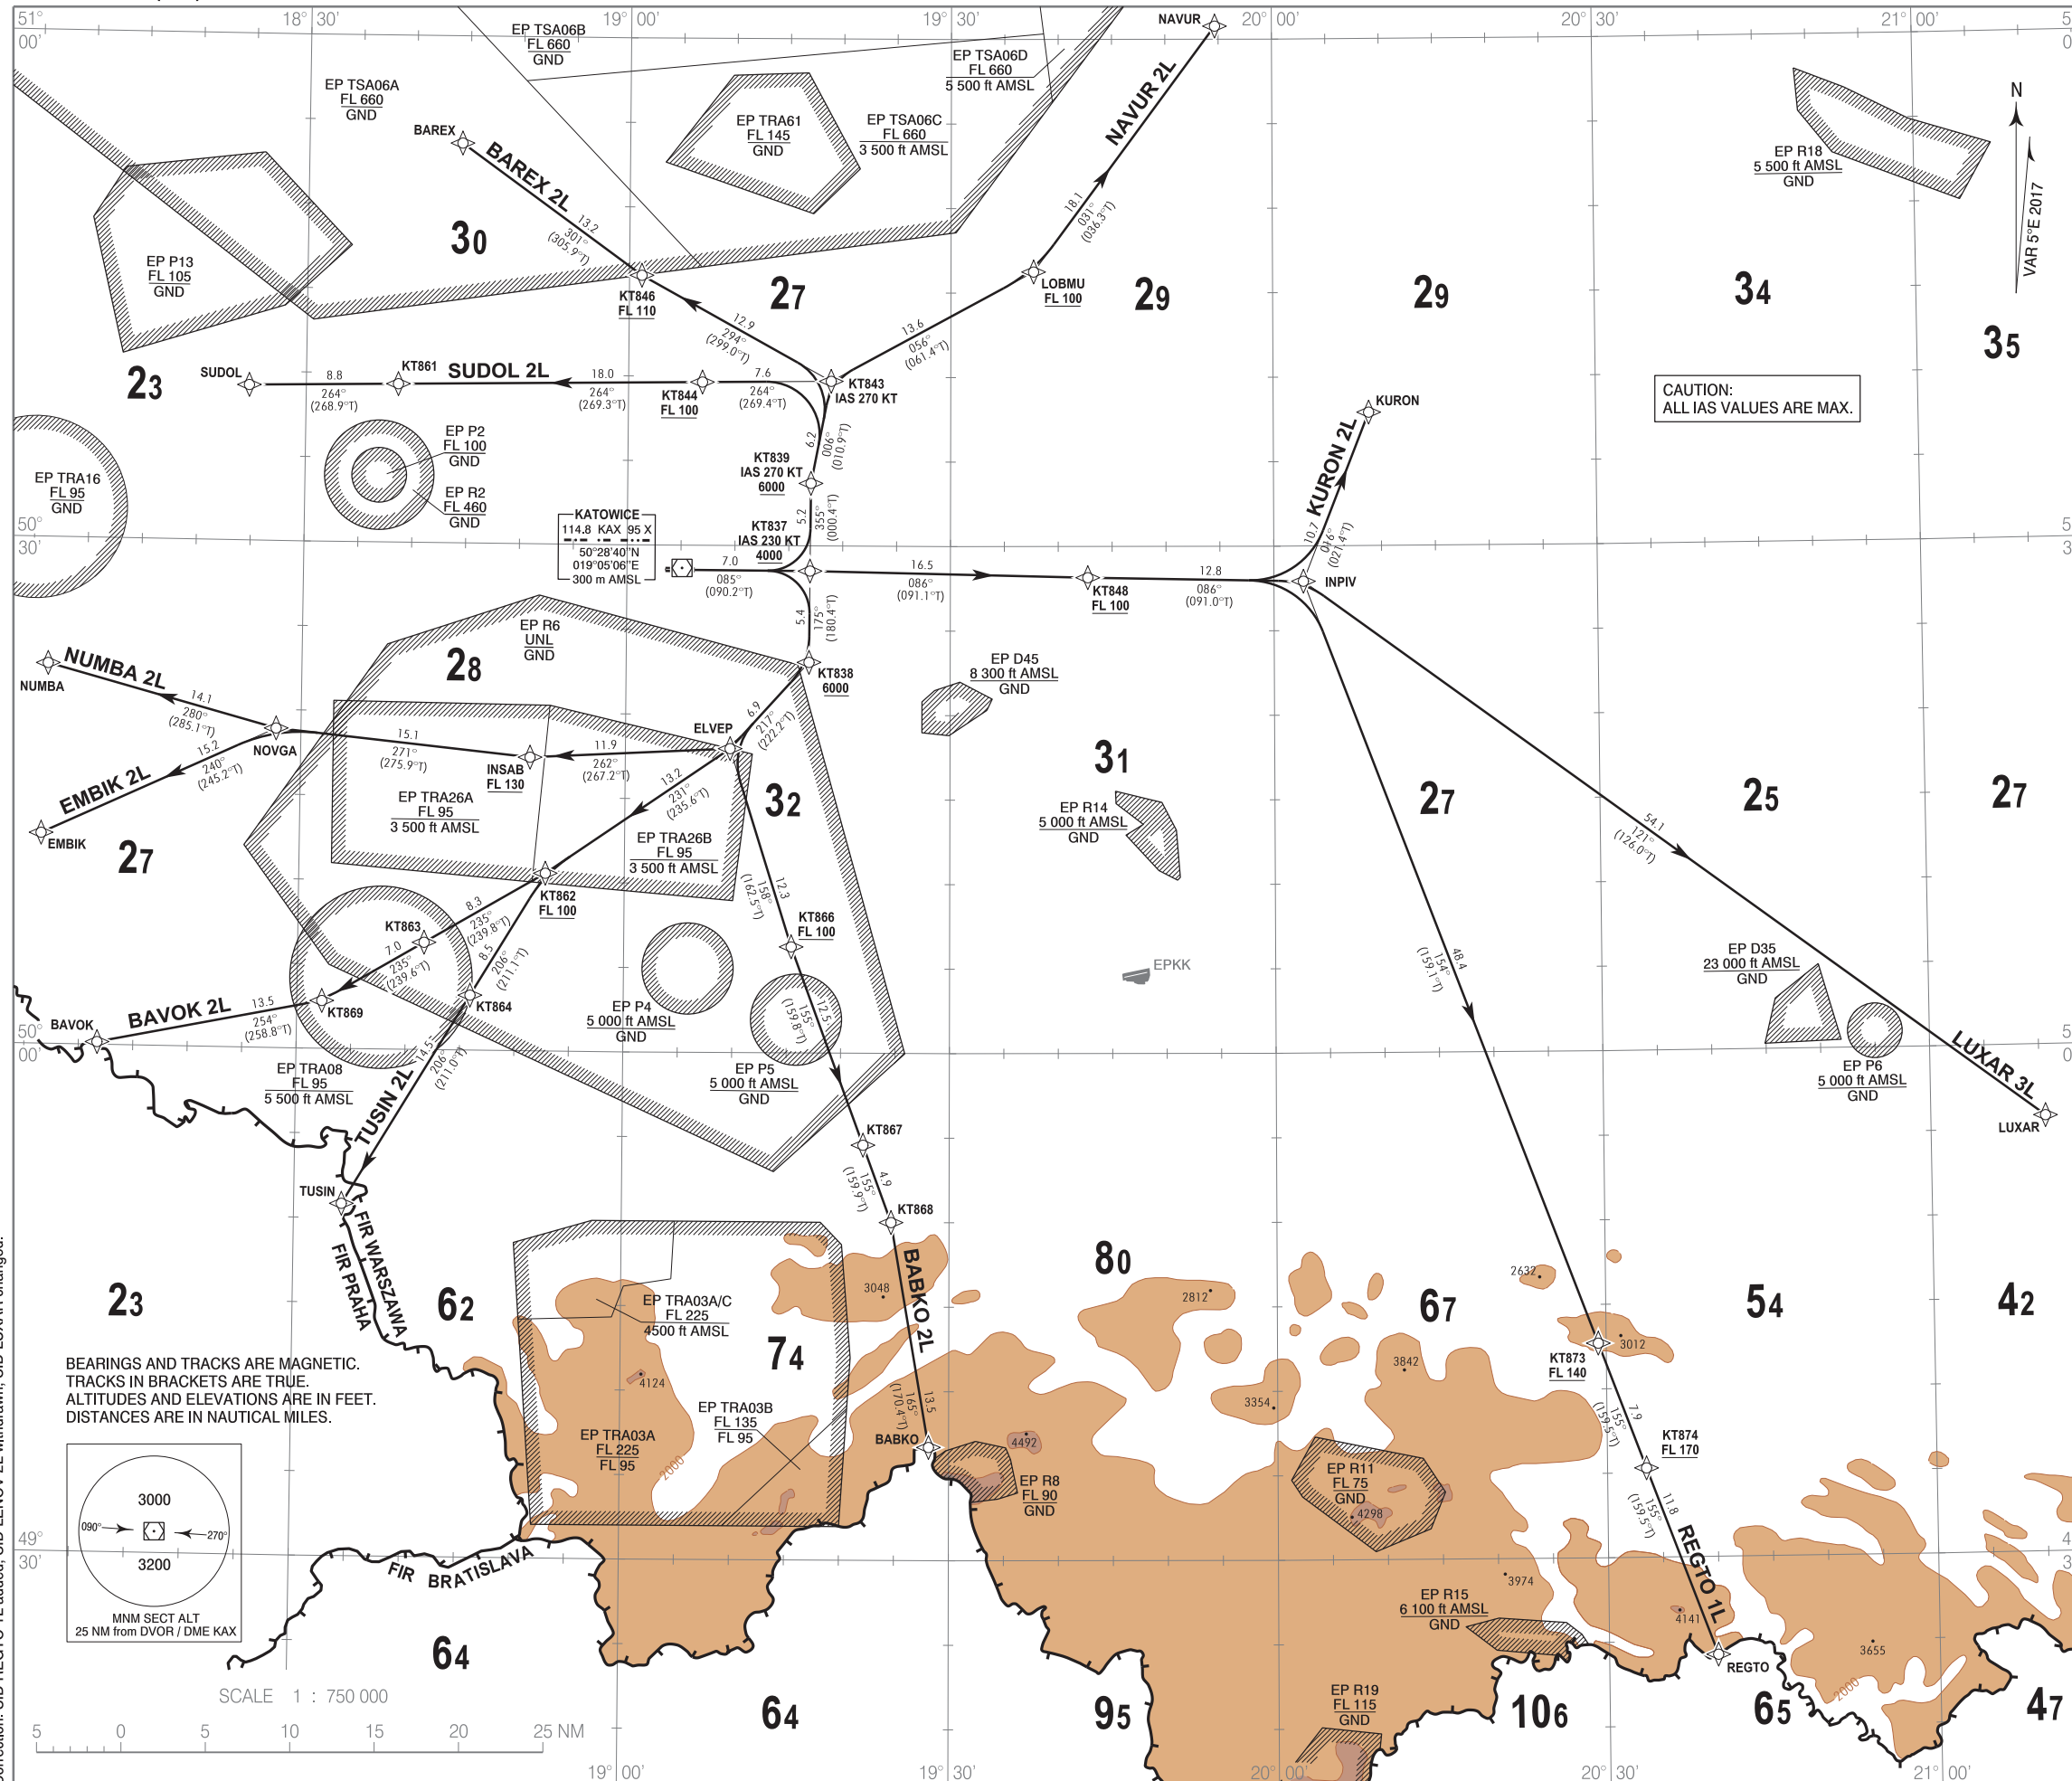 51° 00'
18° 30'
19° 00'
19° 30'
20° 00'
20° 30'
21° 00'
NAVUR
EP TSA06B
FL 660
GND
EP TSA06D
FL 660
5 500 ft AMSL
EP TSA06A
FL 660
GND
EP TRA61
FL 145
GND
EP TSA06C
FL 660
3 500 ft AMSL
NAVUR 2L
N
VAR 5°E 2017
EP R18
5 500 ft AMSL
GND
BAREX
BAREX 2L
13.2
301°
(305.9°T)
18.1
031°
(036.3°T)
30
EP P13
FL 105
GND
KT846
FL 110
27
LOBMU
FL 100
29
29
34
35
12.9
294°
(299.0°T)
13.6
056°
(061.4°T)
23
SUDOL
8.8
264°
(268.9°T)
KT861
SUDOL 2L
18.0
264°
(269.3°T)
KT844
FL 100
7.6
264°
(269.4°T)
KT843
IAS 270 KT
KURON
CAUTION:
ALL IAS VALUES ARE MAX.
6.2
006°
(010.9°T)
EP P2
FL 100
GND
EP R2
FL 460
GND
EP TRA16
FL 95
GND
KT839
IAS 270 KT
6000
KURON 2L
10.7
016°
(021.4°T)
50° 30'
KATOWICE
114.8 KAX 95 X
50°28'40"N
019°05'06"E
300 m AMSL
5.2
355°
(000.4°T)
KT837
IAS 230 KT
4000
7.0
085°
(090.2°T)
16.5
086°
(091.1°T)
KT848
FL 100
12.8
086°
(091.0°T)
INPIV
5.4
175°
(180.4°T)
EP R6
UNL
GND
28
NUMBA
NUMBA 2L
14.1
280°
(285.1°T)
KT838
6000
EP D45
8 300 ft AMSL
GND
NOVGA
15.1
271°
(275.9°T)
INSAB
FL 130
11.9
262°
(267.2°T)
ELVEP
6.9
217°
(222.2°T)
EMBIK 2L
15.2
240°
(245.2°T)
EMBIK
27
EP TRA26A
FL 95
3 500 ft AMSL
13.2
231°
(235.6°T)
EP TRA26B
FL 95
3 500 ft AMSL
32
31
EP R14
5 000 ft AMSL
GND
27
25
27
54.1
121°
(126.0°T)
KT862
FL 100
12.3
158°
(162.5°T)
KT866
FL 100
KT863
8.3
235°
(239.8°T)
7.0
235°
(239.6°T)
8.5
206°
(211.1°T)
EPKK
48.4
154°
(159.1°T)
EP D35
23 000 ft AMSL
GND
BAVOK
BAVOK 2L
13.5
254°
(258.8°T)
KT869
KT864
EP P4
5 000 ft AMSL
GND
12.5
155°
(159.8°T)
50° 00'
EP TRA08
FL 95
5 500 ft AMSL
TUSIN 2L
14.5
206°
(211.0°T)
EP P5
5 000 ft AMSL
GND
EP P6
5 000 ft AMSL
GND
LUXAR 3L
LUXAR
KT867
4.9
155°
(159.9°T)
TUSIN
FIR WARSZAWA
FIR PRAHA
KT868
BABKO 2L
23
62
EP TRA03A/C
FL 225
4500 ft AMSL
74
3048
80
2812
67
2632
54
42
3012
KT873
FL 140
3842
3354
BEARINGS AND TRACKS ARE MAGNETIC.
TRACKS IN BRACKETS ARE TRUE.
ALTITUDES AND ELEVATIONS ARE IN FEET.
DISTANCES ARE IN NAUTICAL MILES.
4124
EP TRA03B
FL 135
FL 95
EP TRA03A
FL 225
FL 95
2000
13.5
165°
(170.4°T)
BABKO
4492
EP R8
FL 90
GND
EP R11
FL 75
GND
4298
7.9
155°
(159.5°T)
KT874
FL 170
11.8
155°
(159.5°T)
REGTO 1L
3000
090°
270°
3200
MNM SECT ALT
25 NM from DVOR / DME KAX
49° 30'
FIR BRATISLAVA
3974
EP R15
6 100 ft AMSL
GND
4141
REGTO
3655
2000
64
SCALE 1 : 750 000
5 0 5 10 15 20 25 NM
64
95
EP R19
FL 115
GND
106
65
47
19° 00'
19° 30'
20° 00'
20° 30'
21° 00'